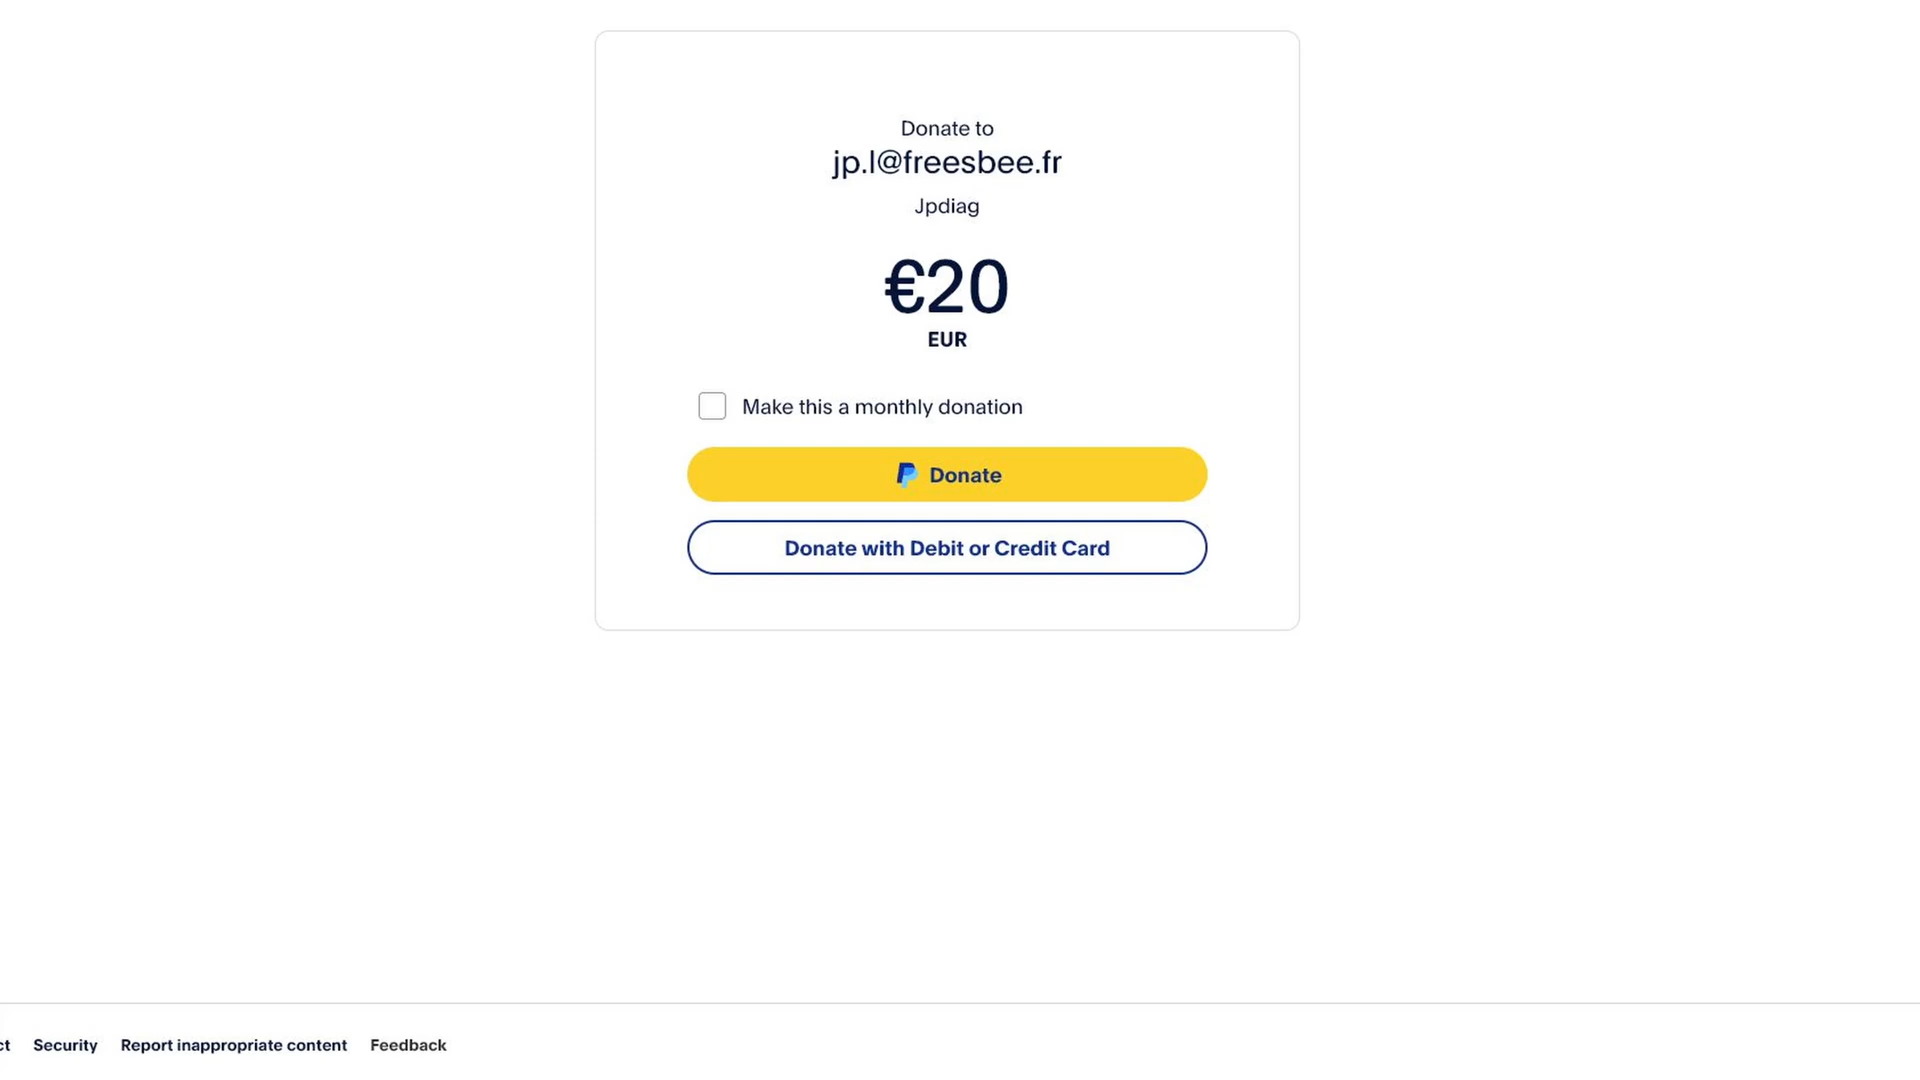 Donate to
jp.l@freesbee.fr
Jpdiag
€20
EUR
Make this a monthly donation
Donate
Donate with Debit or Credit Card
Security Report inappropriate content Feedback